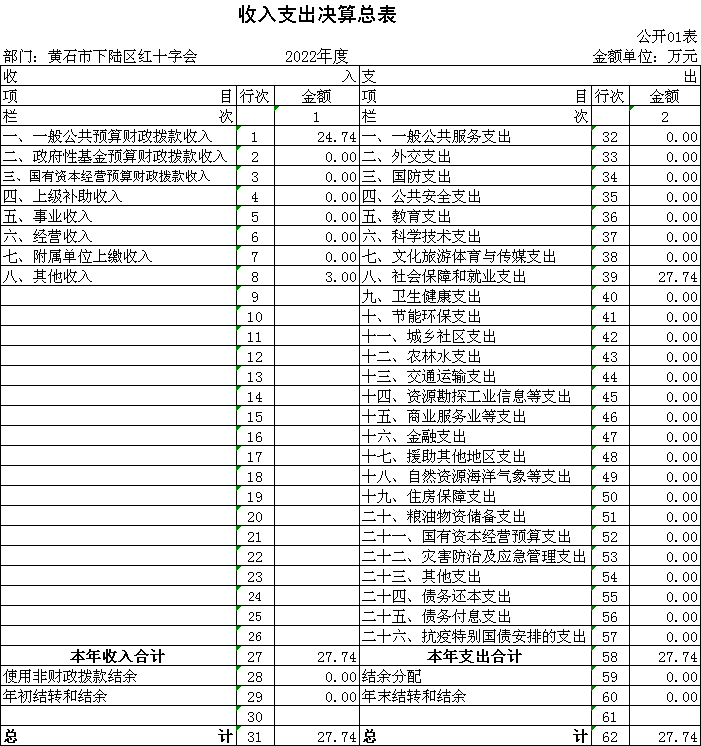 收入支出决算总表
公开01表
部门：黄石市下陆区红十字会 2022年度 金额单位：万元
收 入 支 出
项 目 行次 金额 项 目 行次 金额
栏 次 1 栏 次 2
一、一般公共预算财政拨款收入 1 24.74 一、一般公共服务支出 32 0.00
二、政府性基金预算财政拨款收入 2 0.00 二、外交支出 33 0.00
三、国有资本经营预算财政拨款收入 3 0.00 三、国防支出 34 0.00
四、上级补助收入 4 0.00 四、公共安全支出 35 0.00
五、事业收入 5 0.00 五、教育支出 36 0.00
六、经营收入 6 0.00 六、科学技术支出 37 0.00
七、附属单位上缴收入 7 0.00 七、文化旅游体育与传媒支出 38 0.00
八、其他收入 8 3.00 八、社会保障和就业支出 39 27.74
9 九、卫生健康支出 40 0.00
10 十、节能环保支出 41 0.00
11 十一、城乡社区支出 42 0.00
12 十二、农林水支出 43 0.00
13 十三、交通运输支出 44 0.00
14 十四、资源勘探工业信息等支出 45 0.00
15 十五、商业服务业等支出 46 0.00
16 十六、金融支出 47 0.00
17 十七、援助其他地区支出 48 0.00
18 十八、自然资源海洋气象等支出 49 0.00
19 十九、住房保障支出 50 0.00
20 二十、粮油物资储备支出 51 0.00
21 二十一、国有资本经营预算支出 52 0.00
22 二十二、灾害防治及应急管理支出 53 0.00
23 二十三、其他支出 54 0.00
24 二十四、债务还本支出 55 0.00
25 二十五、债务付息支出 56 0.00
26 二十六、抗疫特别国债安排的支出 57 0.00
本年收入合计 27 27.74 本年支出合计 58 27.74
使用非财政拨款结余 28 0.00 结余分配 59 0.00
年初结转和结余 29 0.00 年末结转和结余 60 0.00
30 61
总 计 31 27.74 总 计 62 27.74